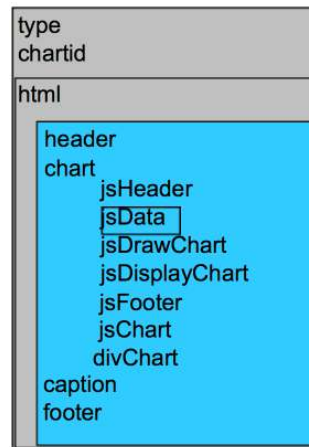 type
chartid
html
header
chart
jsHeader
jsData
jsDrawChart
jsDisplayChart
jsFooter
jsChart
divChart
caption
footer